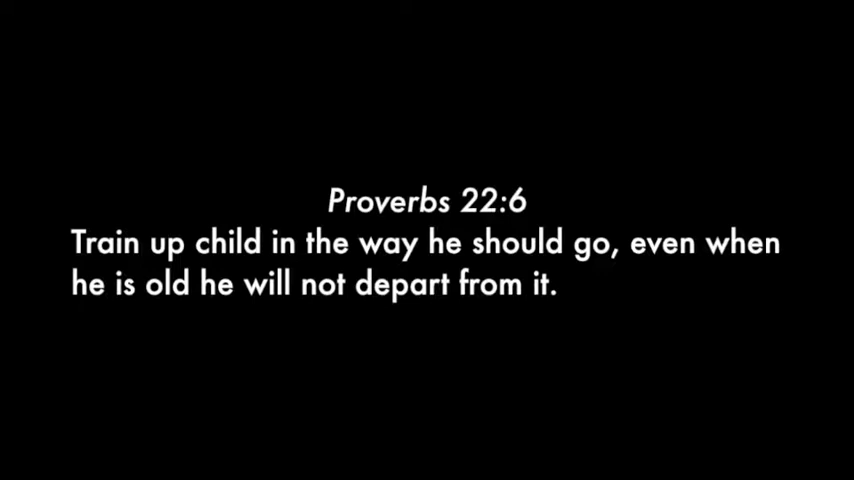 Proverbs 22:6
Train up child in the way he should go, even when
he is old he will not depart from it.